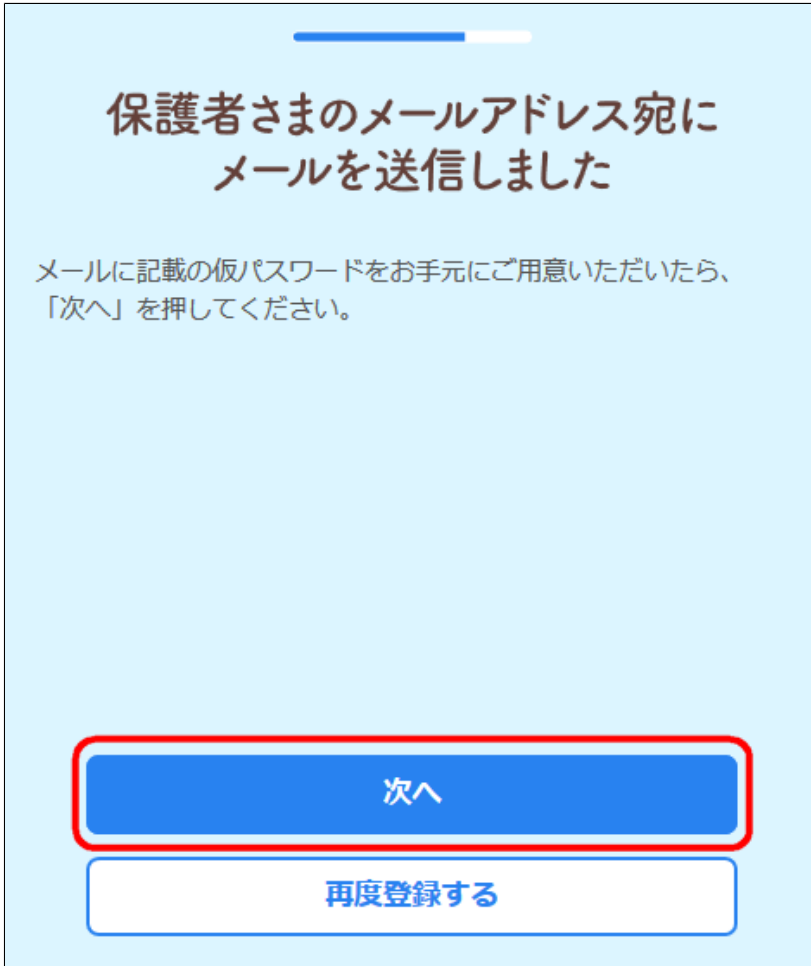 保護者さまのメールアドレス宛に
メールを送信しました
メールに記載の仮パスワードをお手元にご用意いただいたら、
「次へ」を押してください。
次へ
再度登録する